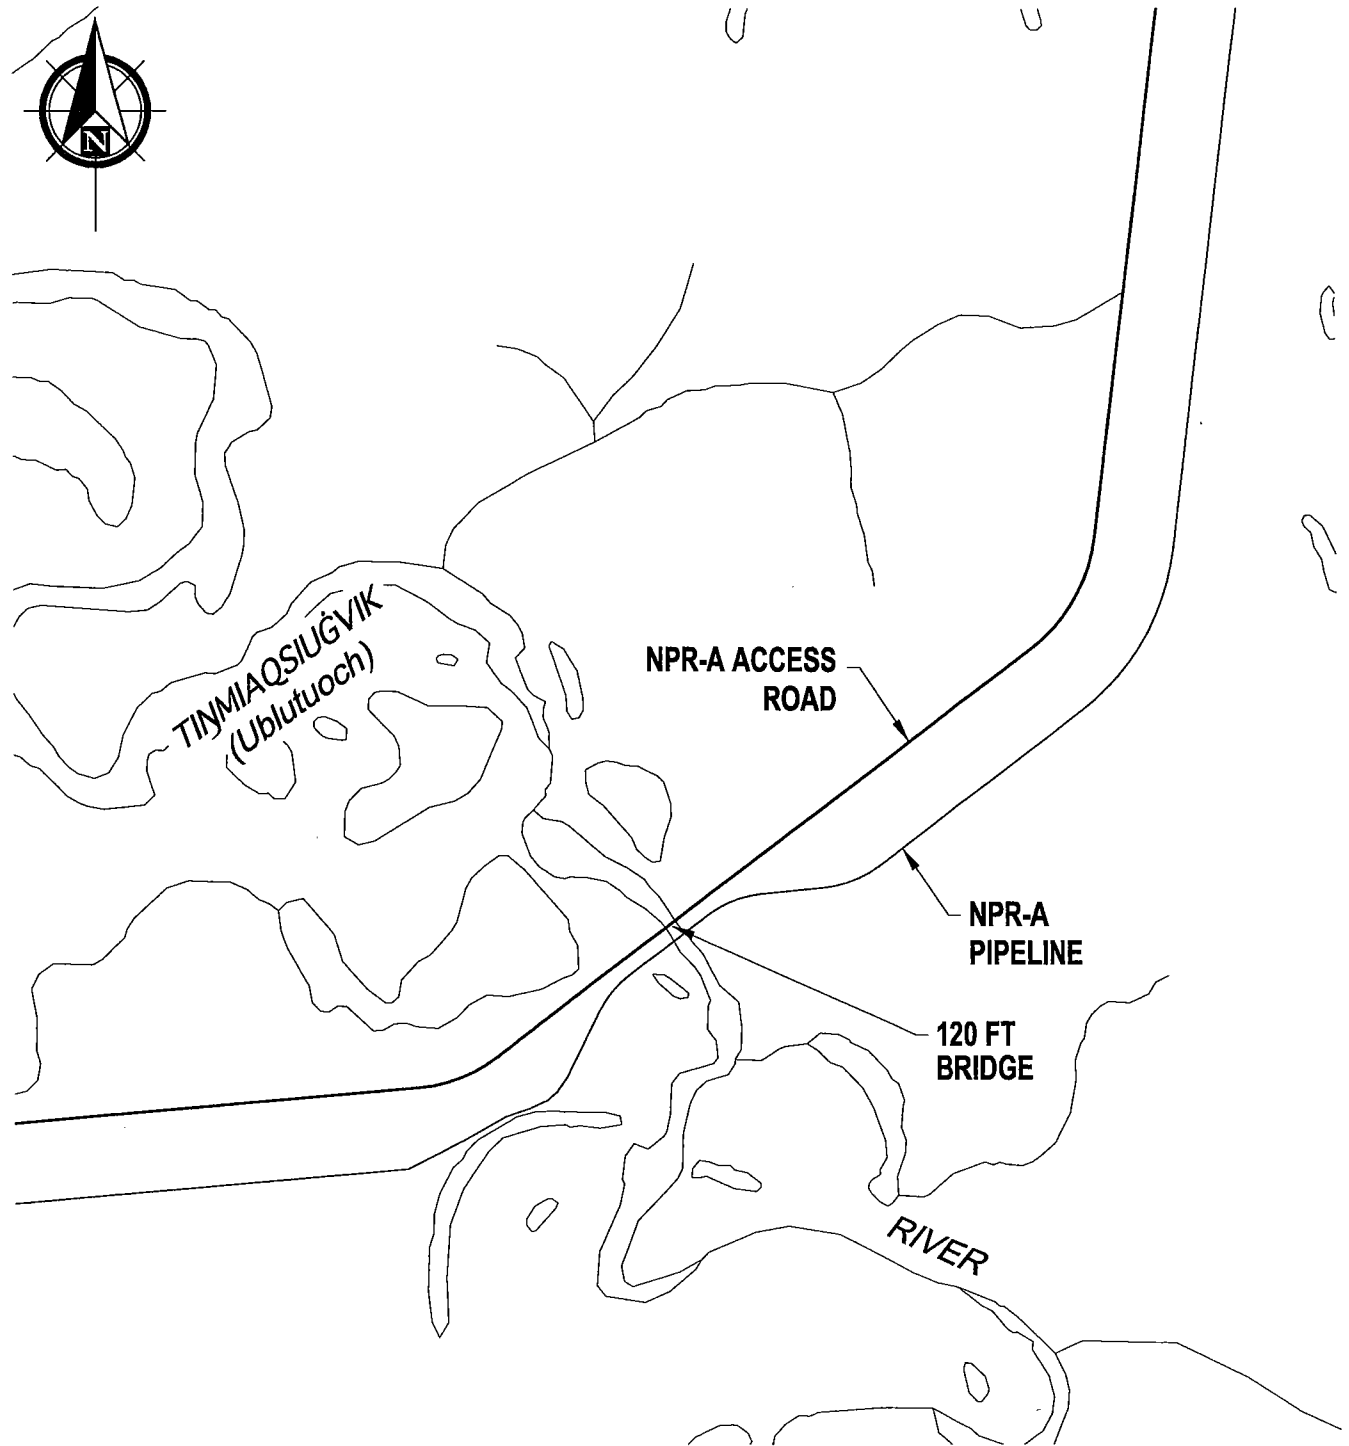 N
TIŊMIAQSIUĠVIK
(Ublutuoch)
NPR-A ACCESS
ROAD
NPR-A
PIPELINE
120 FT
BRIDGE
RIVER